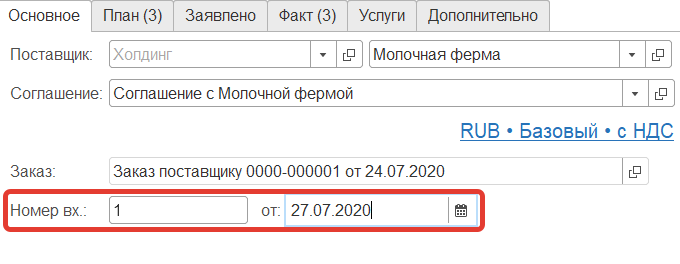 Основное План (3) Заявлено Факт (3) Услуги Дополнительно
Поставщик: Холдинг Молочная ферма
Соглашение: Соглашение с Молочной фермой
RUB • Базовый • с НДС
Заказ: Заказ поставщику 0000-000001 от 24.07.2020
Номер вх.: 1 от: 27.07.2020